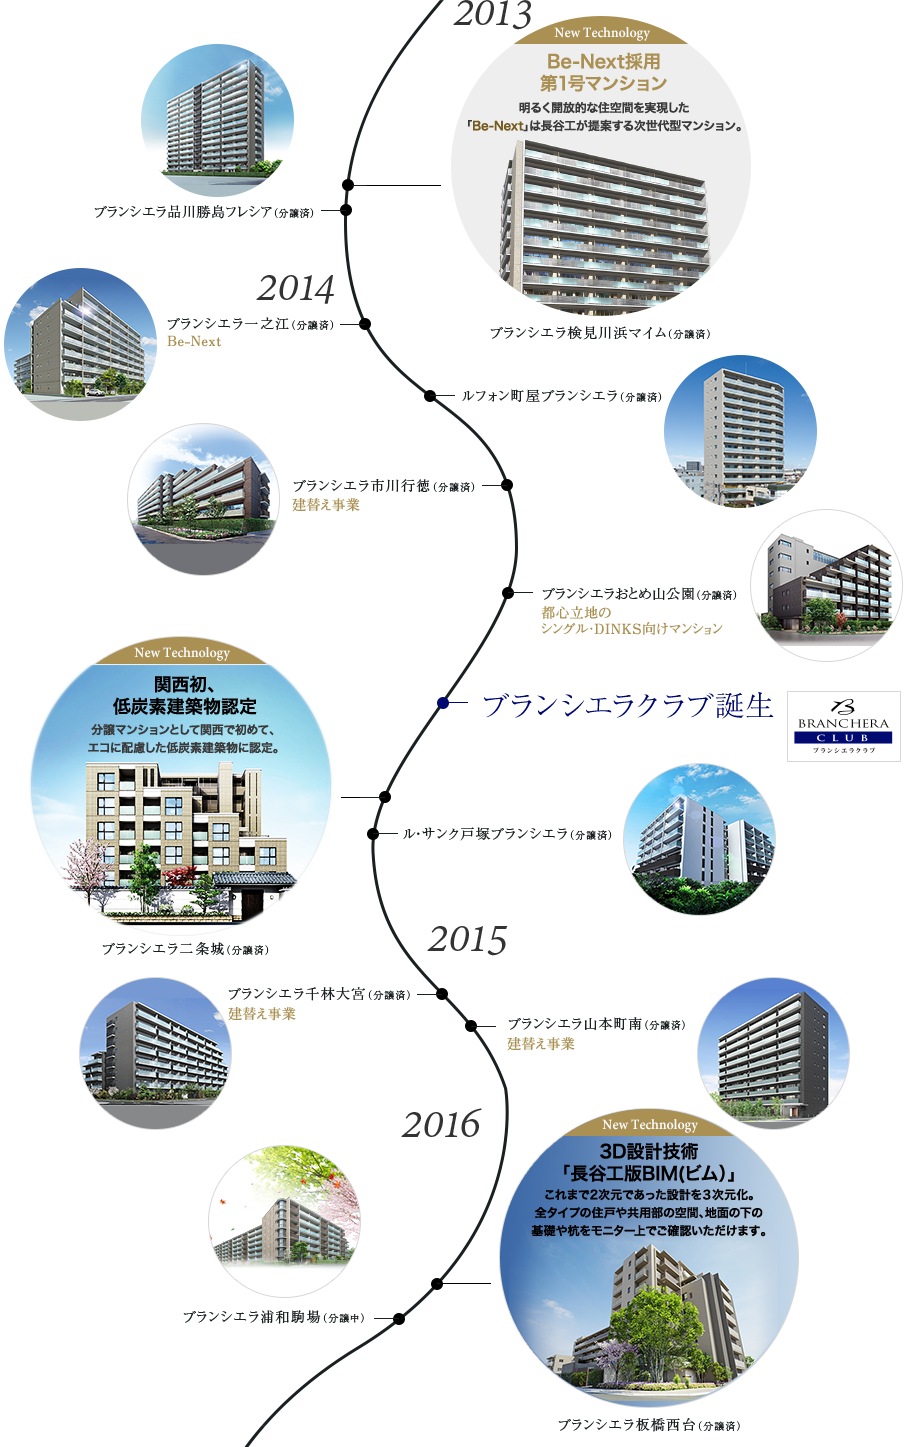 2013
New Technology
Be-Next採用
第1号マンション
明るく開放的な住空間を実現した
「Be-Next」は長谷工が提案する次世代型マンション。
ブランシエラ品川勝島フレシア(分譲済)
2014
ブランシエラ一之江(分譲済)
Be-Next
ブランシエラ検見川浜マイム(分譲済)
ルフォン町屋ブランシエラ(分譲済)
ブランシエラ市川行徳(分譲済)
建替え事業
ブランシエラおとめ山公園(分譲済)
都心立地の
シングル・DINKS向けマンション
New Technology
関西初、
低炭素建築物認定
分譲マンションとして関西で初めて、
エコに配慮した低炭素建築物に認定。
ブランシエラクラブ誕生
B
BRANCHERA
CLUB
ブランシエラクラブ
ル・サンク戸塚ブランシエラ(分譲済)
ブランシエラ二条城(分譲済)
2015
ブランシエラ千林大宮(分譲済)
建替え事業
ブランシエラ山本町南(分譲済)
建替え事業
2016
New Technology
3D設計技術
「長谷工版BIM(ビム)」
これまで2次元であった設計を3次元化。
全タイプの住戸や共用部の空間、地面の下の
基礎や杭をモニター上でご確認いただけます。
ブランシエラ浦和駒場(分譲中)
ブランシエラ板橋西台(分譲済)